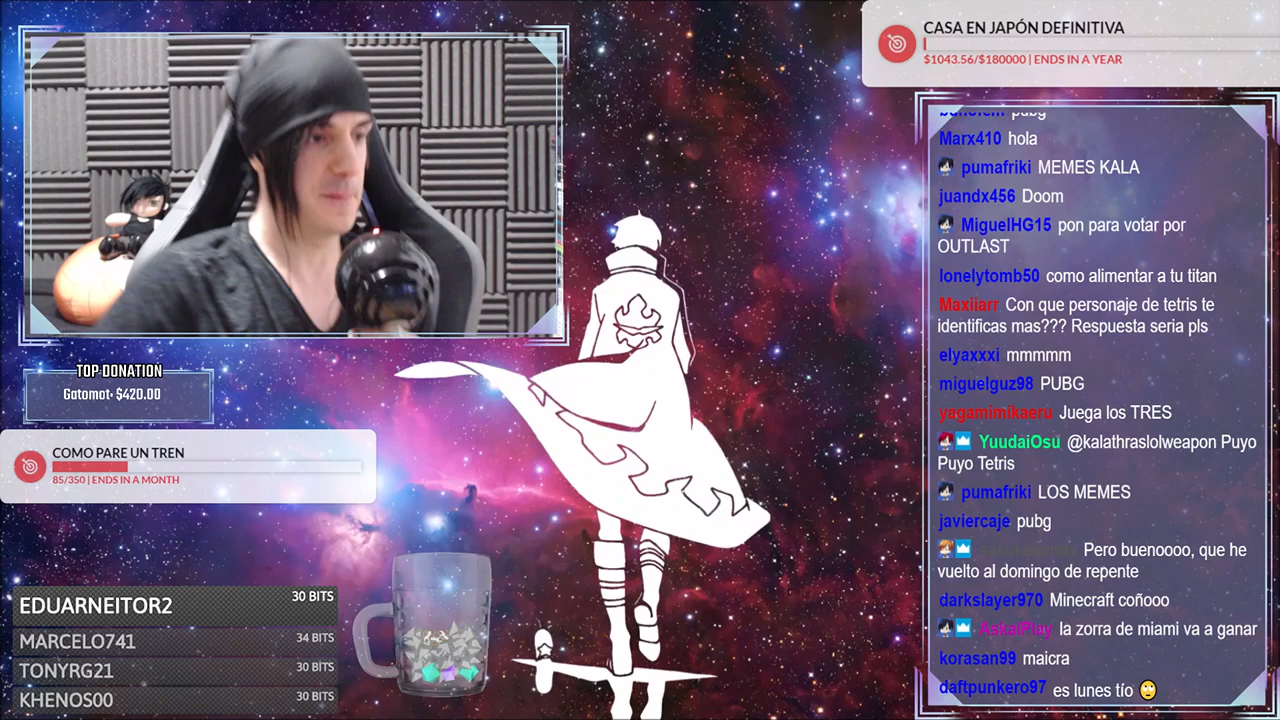 CASA EN JAPÓN DEFINITIVA
$1043.56/$180000 | ENDS IN A YEAR
pubg
Marx410 hola
pumafriki MEMES KALA
juandx456 Doom
MiguelHG15 pon para votar por
OUTLAST
lonelytomb50 como alimentar a tu titan
Maxiiarr Con que personaje de tetris te
identificas mas??? Respuesta seria pls
elyaxxxi mmmmm
miguelguz98 PUBG
yagamimikaeru Juega los TRES
YuudaiOsu @kalathraslolweapon Puyo
Puyo Tetris
pumafriki LOS MEMES
javiercaje pubg
Pero buenoooo, que he
vuelto al domingo de repente
darkslayer970 Minecraft coñooo
AskalPlay la zorra de miami va a ganar
korasan99 maicra
daftpunkero97 es lunes tío
TOP DONATION
Gatomat: $420.00
COMO PARE UN TREN
85/350 | ENDS IN A MONTH
EDUARNEITOR2 30 BITS
MARCELO741 34 BITS
TONYRG21 30 BITS
KHENOS00 30 BITS